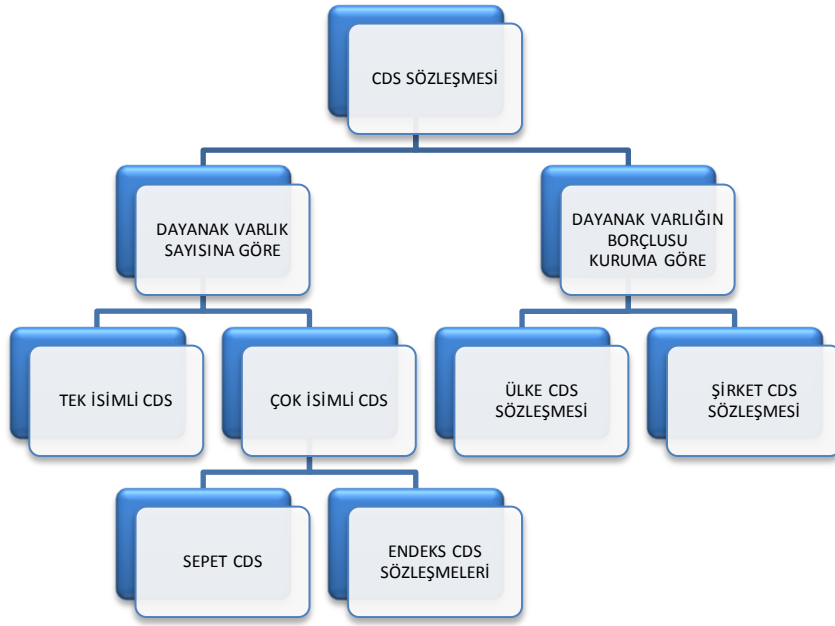 CDS SÖZLEŞMESİ
DAYANAK VARLIK
SAYISINA GÖRE
DAYANAK VARLIĞIN
BORÇLUSU
KURUMA GÖRE
TEK İSİMLİ CDS
ÇOK İSİMLİ CDS
ÜLKE CDS
SÖZLEŞMESİ
ŞİRKET CDS
SÖZLEŞMESİ
SEPET CDS
ENDEKS CDS
SÖZLEŞMELERİ